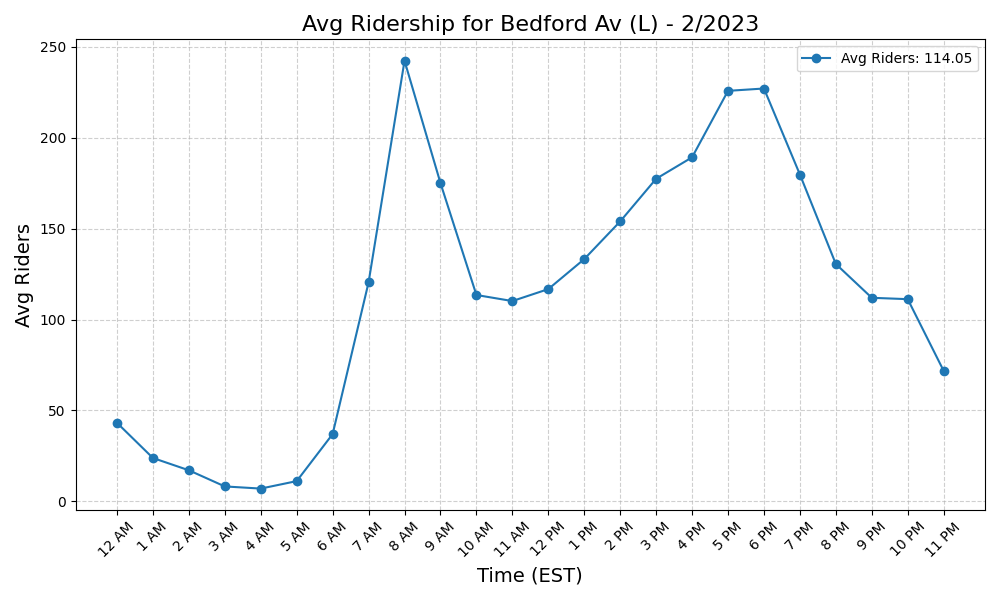 Avg Ridership for Bedford Av (L) - 2/2023
Avg Riders: 114.05
Avg Riders
250
200
150
100
50
0
12 AM
1 AM
2 AM
3 AM
4 AM
5 AM
6 AM
7 AM
8 AM
9 AM
10 AM
11 AM
12 PM
1 PM
2 PM
3 PM
4 PM
5 PM
6 PM
7 PM
8 PM
9 PM
10 PM
11 PM
Time (EST)